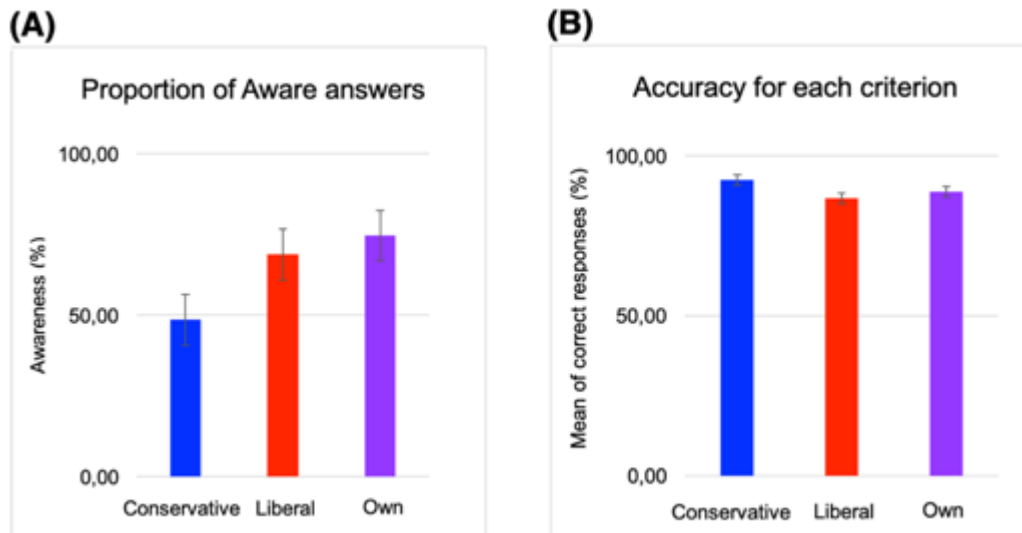 (A)
Proportion of Aware answers
Awareness (%)
100,00
50,00
0,00
Conservative Liberal Own
(B)
Accuracy for each criterion
Mean of correct responses (%)
100,00
50,00
0,00
Conservative Liberal Own